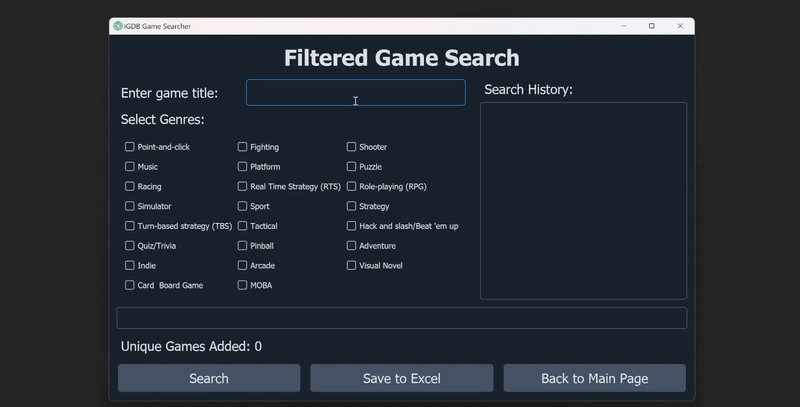 IGDB Game Searcher
Filtered Game Search
Enter game title:
Search History:
Select Genres:
Point-and-click Fighting Shooter
Music Platform Puzzle
Racing Real Time Strategy (RTS) Role-playing (RPG)
Simulator Sport Strategy
Turn-based strategy (TBS) Tactical Hack and slash/Beat 'em up
Quiz/Trivia Pinball Adventure
Indie Arcade Visual Novel
Card Board Game MOBA
Unique Games Added: 0
Search Save to Excel Back to Main Page